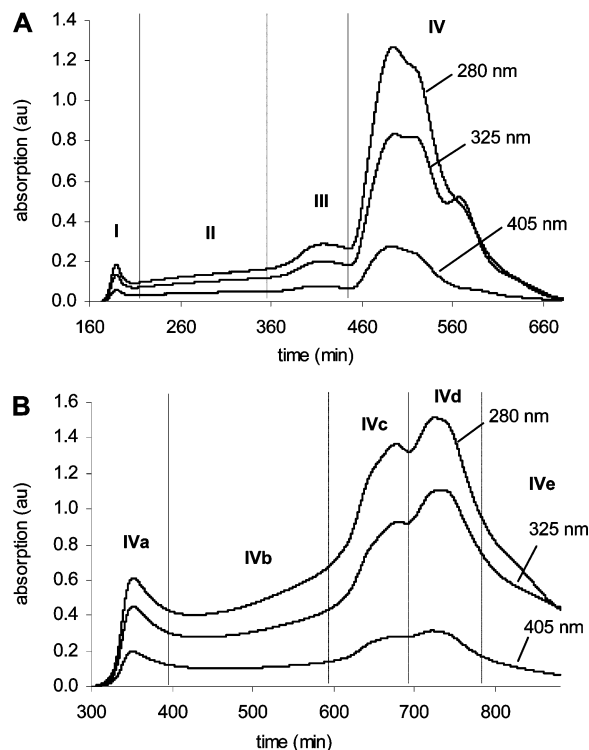 A
IV
1.4
1.2
1.0
0.8
0.6
0.4
0.2
0.0
absorption (au)
280 nm
325 nm
405 nm
I
II
III
160 260 360 460 560 660
time (min)
B
IVd
1.6
1.4
1.2
1.0
0.8
0.6
0.4
0.2
0.0
absorption (au)
IVc
280 nm
IVe
325 nm
IVa
IVb
405 nm
300 400 500 600 700 800
time (min)